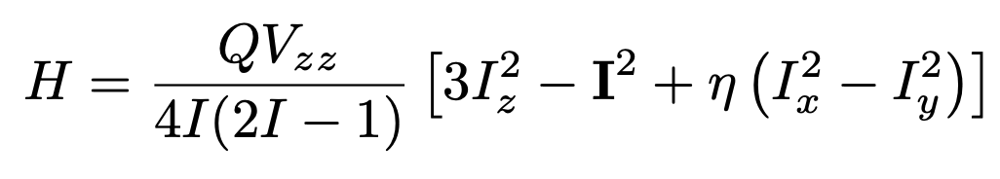 H = \frac{QV_{zz}}{4I(2I-1)} \left[ 3I_z^2 - \mathbf{I}^2 + \eta \left( I_x^2 - I_y^2 \right) \right]